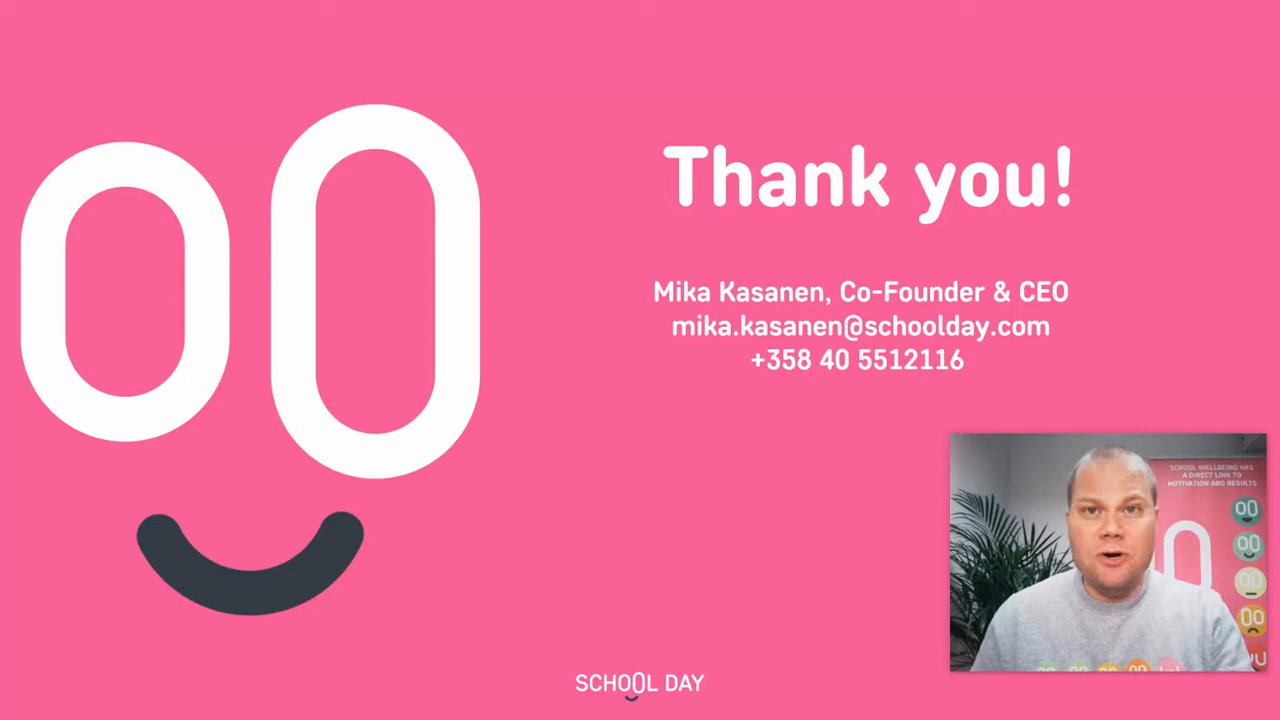 Thank you!
Mika Kasanen, Co-Founder & CEO
mika.kasanen@schoolday.com
+358 40 5512116
SCHOOL WELLBEING HAS
A DIRECT LINK TO
MOTIVATION AND RESULTS
SCHOOL DAY